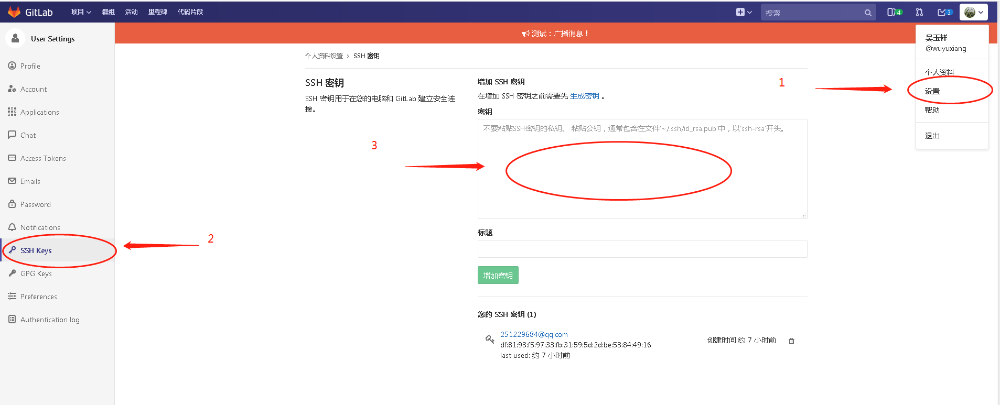 GitLab 项目 群组 活动 里程碑 代码片段 搜索 4 3
User Settings
测试：广播消息！
吴玉祥
@wuyuxiang
个人资料
设置
帮助
退出
Profile
Account
Applications
Chat
Access Tokens
Emails
Password
Notifications
SSH Keys
GPG Keys
Preferences
Authentication log
个人资料设置 > SSH 密钥
SSH 密钥
SSH 密钥用于在您的电脑和 GitLab 建立安全连
接。
增加 SSH 密钥
在增加 SSH 密钥之前需要先 生成密钥 。
密钥
不要粘贴SSH密钥的私钥。 粘贴公钥，通常包含在文件'~/.ssh/id_rsa.pub'中，以'ssh-rsa'开头。
1
3
2
标题
增加密钥
您的 SSH 密钥 (1)
251229684@qq.com
df:81:93:f5:97:33:fb:31:59:5d:2d:be:53:84:49:16
last used: 约 7 小时前
创建时间 约 7 小时前